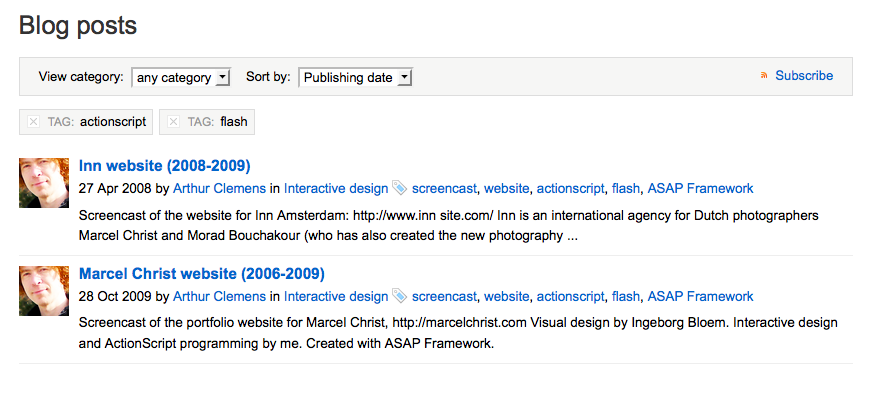 Blog posts
View category: any category Sort by: Publishing date Subscribe
TAG: actionscript TAG: flash
Inn website (2008-2009)
27 Apr 2008 by Arthur Clemens in Interactive design screencast, website, actionscript, flash, ASAP Framework
Screencast of the website for Inn Amsterdam: http://www.inn site.com/ Inn is an international agency for Dutch photographers
Marcel Christ and Morad Bouchakour (who has also created the new photography ...
Marcel Christ website (2006-2009)
28 Oct 2009 by Arthur Clemens in Interactive design screencast, website, actionscript, flash, ASAP Framework
Screencast of the portfolio website for Marcel Christ, http://marcelchrist.com Visual design by Ingeborg Bloem. Interactive design
and ActionScript programming by me. Created with ASAP Framework.